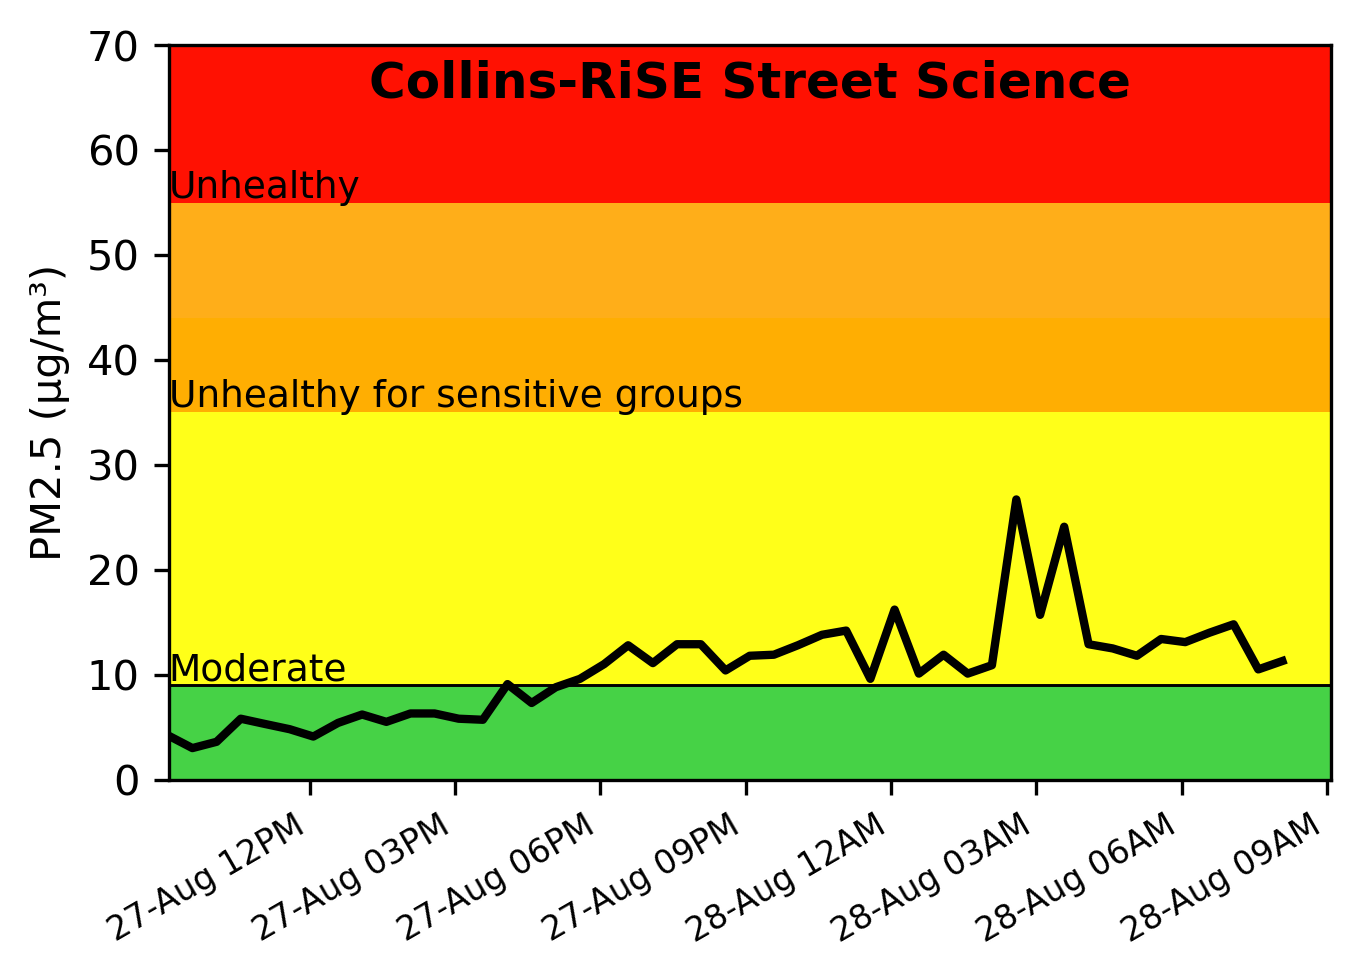 Collins-RiSE Street Science
70
60
Unhealthy
50
40
Unhealthy for sensitive groups
30
20
Moderate
10
0
PM2.5 (µg/m³)
27-Aug 12PM
27-Aug 03PM
27-Aug 06PM
27-Aug 09PM
28-Aug 12AM
28-Aug 03AM
28-Aug 06AM
28-Aug 09AM